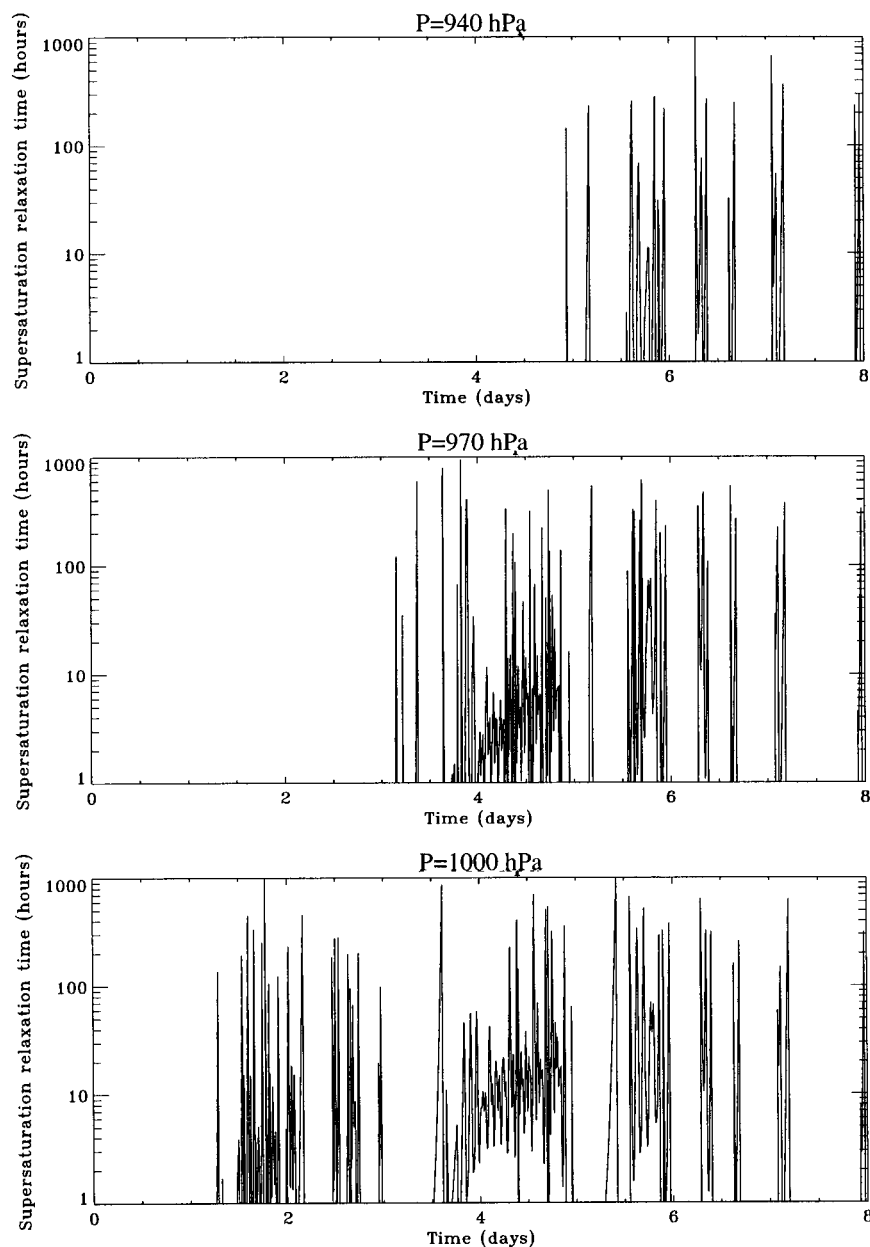 P=940 hPa
Supersaturation relaxation time (hours)
1000
100
10
1
0 2 4 6 8
Time (days)
P=970 hPa
Supersaturation relaxation time (hours)
1000
100
10
1
0 2 4 6 8
Time (days)
P=1000 hPa
Supersaturation relaxation time (hours)
1000
100
10
1
0 2 4 6 8
Time (days)